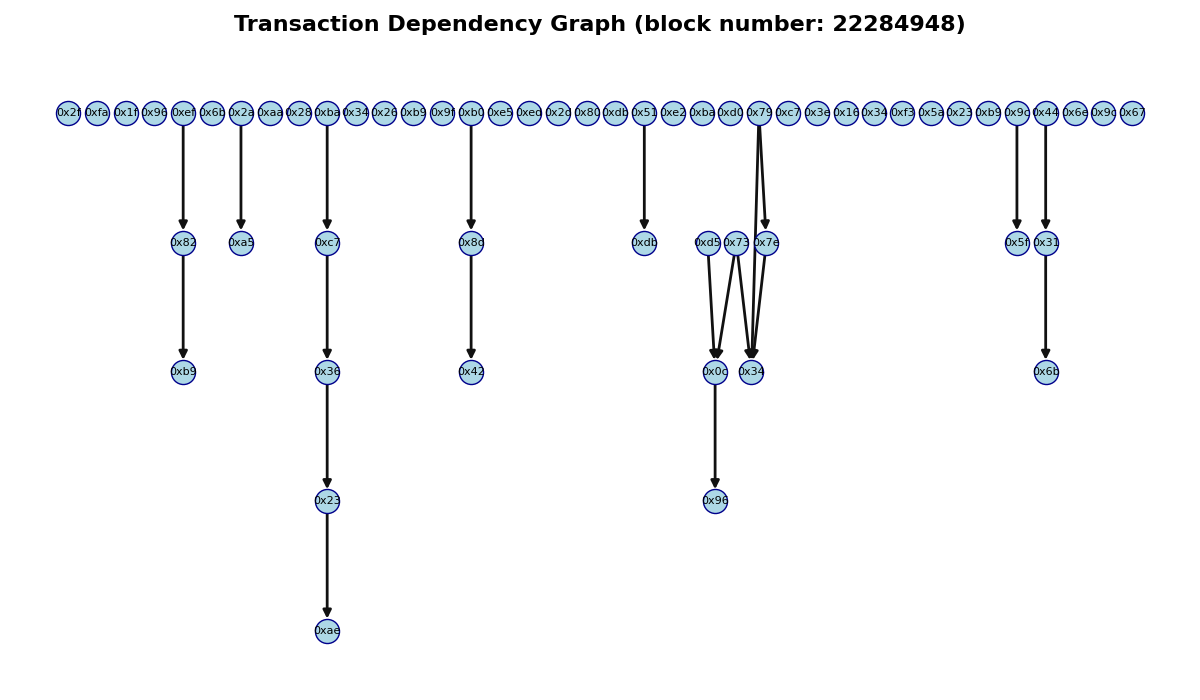 Transaction Dependency Graph (block number: 22284948)
0x2f 0xfa 0x1f 0x96 0xef 0x6b 0x2a 0xaa 0x28 0xba 0x34 0x26 0xb9 0x9f 0xb0 0xe5 0xed 0x2d 0x80 0xdb 0x51 0xe2 0xba 0xd0 0x79 0xc7 0x3e 0x16 0x34 0xf3 0x5a 0x23 0xb9 0x9c 0x44 0x6e 0x9c 0x67
0x82 0xa5 0xc7 0x8d 0xdb 0xd5 0x73 0x7e 0x5f 0x31
0xb9 0x36 0x42 0x0c 0x34 0x6b
0x23 0x96
0xae